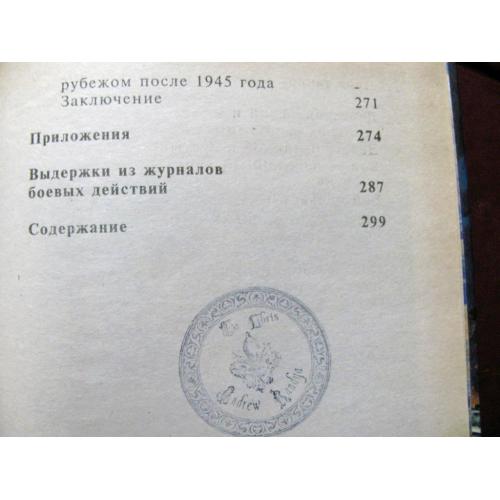 рубежом после 1945 года
Заключение 271
Приложения 274
Выдержки из журналов
боевых действий 287
Содержание 299
Ex Libris
Andrew